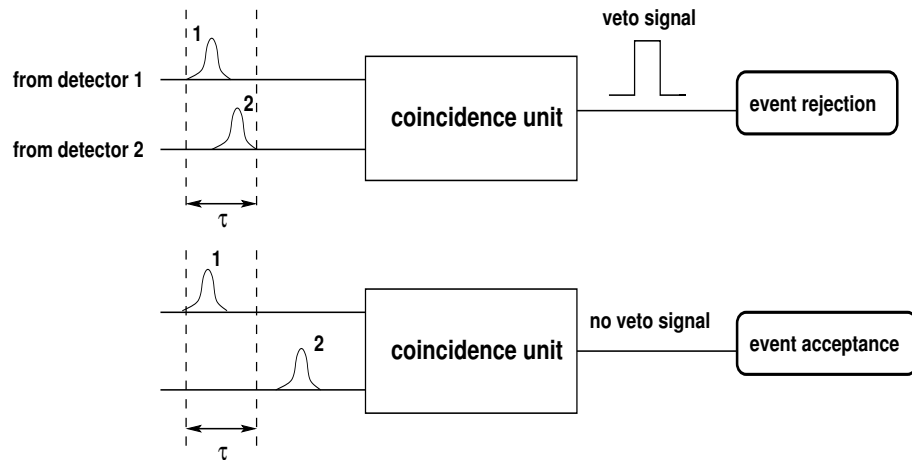 veto signal
1
from detector 1
2
coincidence unit
event rejection
from detector 2
τ
1
no veto signal
2
coincidence unit
event acceptance
τ